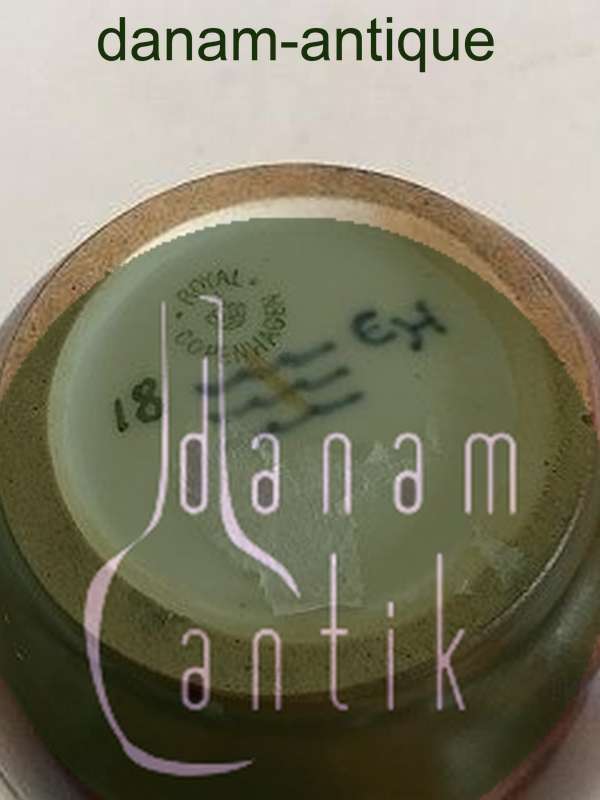 danam-antique
ROYAL
COPENHAGEN
18
EH
danam
antik